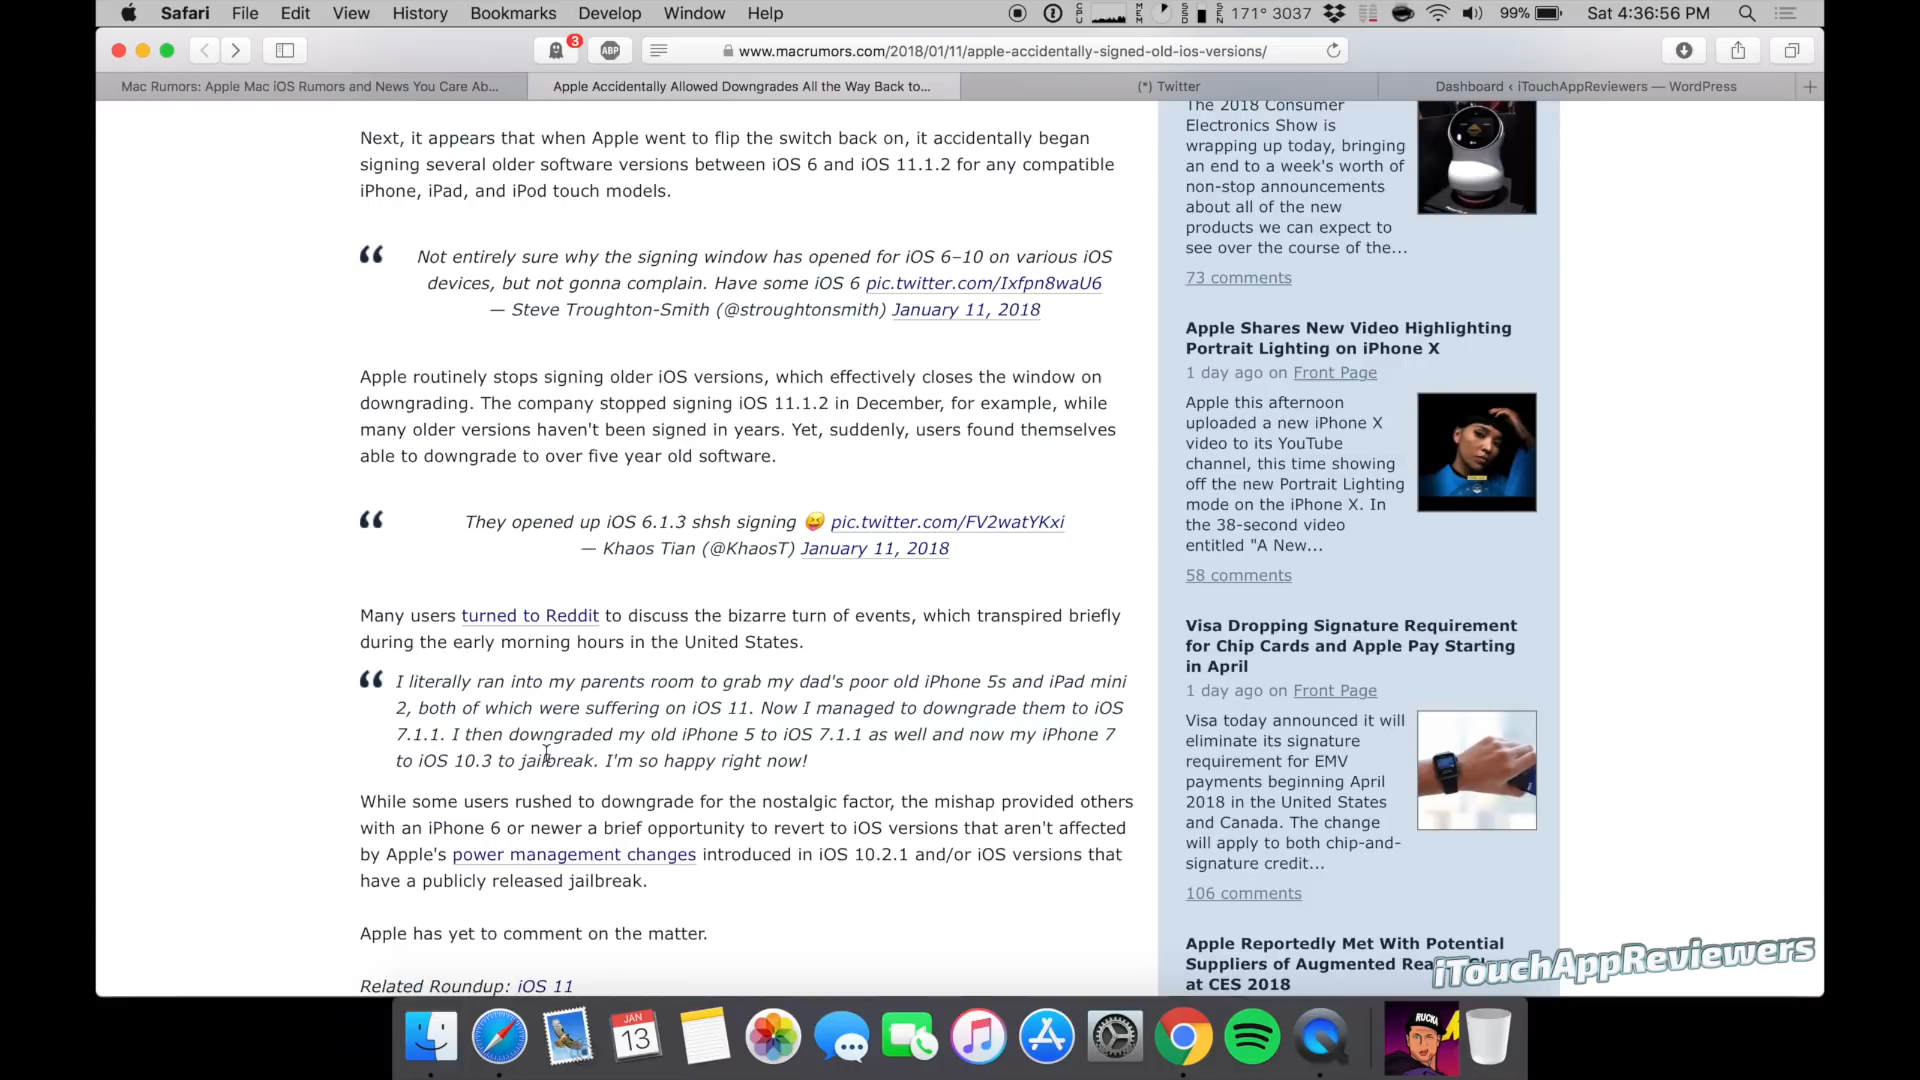 Safari File Edit View History Bookmarks Develop Window Help
CPU MEM SSD SEN 171° 3037 99% Sat 4:36:56 PM
3 ABP www.macrumors.com/2018/01/11/apple-accidentally-signed-old-ios-versions/
Mac Rumors: Apple Mac iOS Rumors and News You Care Ab...
Apple Accidentally Allowed Downgrades All the Way Back to...
(*) Twitter
Dashboard ‹ iTouchAppReviewers — WordPress
Next, it appears that when Apple went to flip the switch back on, it accidentally began
signing several older software versions between iOS 6 and iOS 11.1.2 for any compatible
iPhone, iPad, and iPod touch models.
Not entirely sure why the signing window has opened for iOS 6–10 on various iOS
devices, but not gonna complain. Have some iOS 6 pic.twitter.com/Ixfpn8waU6
— Steve Troughton-Smith (@stroughtonsmith) January 11, 2018
Apple routinely stops signing older iOS versions, which effectively closes the window on
downgrading. The company stopped signing iOS 11.1.2 in December, for example, while
many older versions haven't been signed in years. Yet, suddenly, users found themselves
able to downgrade to over five year old software.
They opened up iOS 6.1.3 shsh signing 😝 pic.twitter.com/FV2watYKxi
— Khaos Tian (@KhaosT) January 11, 2018
Many users turned to Reddit to discuss the bizarre turn of events, which transpired briefly
during the early morning hours in the United States.
I literally ran into my parents room to grab my dad's poor old iPhone 5s and iPad mini
2, both of which were suffering on iOS 11. Now I managed to downgrade them to iOS
7.1.1. I then downgraded my old iPhone 5 to iOS 7.1.1 as well and now my iPhone 7
to iOS 10.3 to jailbreak. I'm so happy right now!
While some users rushed to downgrade for the nostalgic factor, the mishap provided others
with an iPhone 6 or newer a brief opportunity to revert to iOS versions that aren't affected
by Apple's power management changes introduced in iOS 10.2.1 and/or iOS versions that
have a publicly released jailbreak.
Apple has yet to comment on the matter.
Related Roundup: iOS 11
The 2018 Consumer
Electronics Show is
wrapping up today, bringing
an end to a week's worth of
non-stop announcements
about all of the new
products we can expect to
see over the course of the...
73 comments
Apple Shares New Video Highlighting
Portrait Lighting on iPhone X
1 day ago on Front Page
Apple this afternoon
uploaded a new iPhone X
video to its YouTube
channel, this time showing
off the new Portrait Lighting
mode on the iPhone X. In
the 38-second video
entitled "A New...
58 comments
Visa Dropping Signature Requirement
for Chip Cards and Apple Pay Starting
in April
1 day ago on Front Page
Visa today announced it will
eliminate its signature
requirement for EMV
payments beginning April
2018 in the United States
and Canada. The change
will apply to both chip-and-
signature credit...
106 comments
Apple Reportedly Met With Potential
Suppliers of Augmented
at CES 2018
iTouchAppReviewers
JAN
13
RUCKA